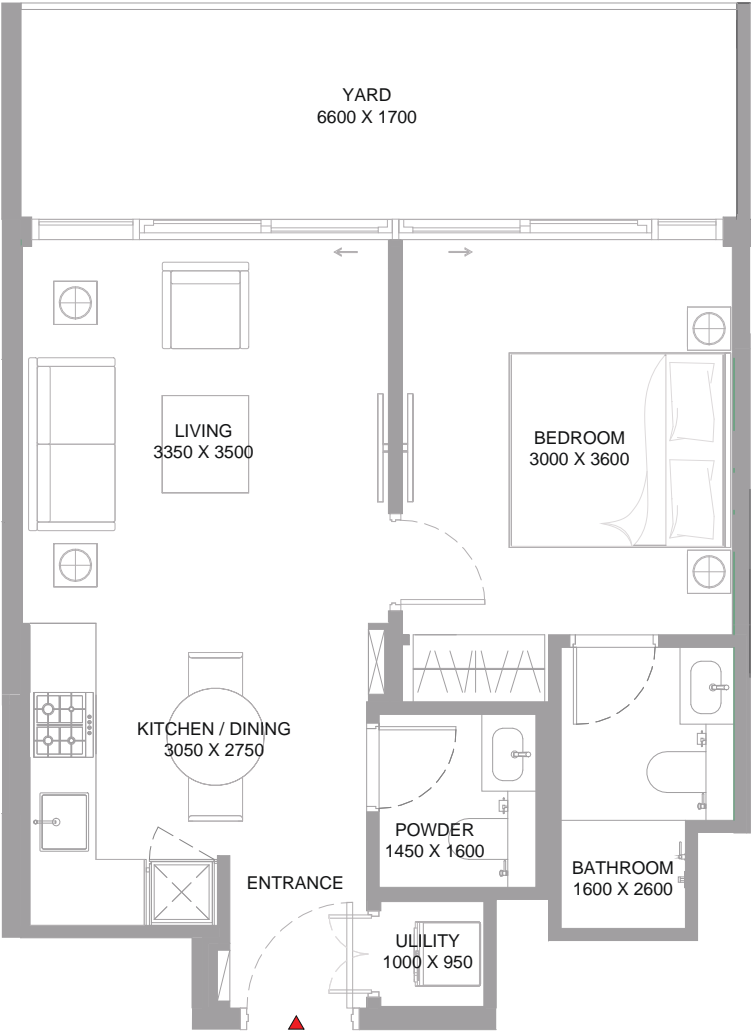 YARD
6600 X 1700
LIVING
3350 X 3500
BEDROOM
3000 X 3600
KITCHEN / DINING
3050 X 2750
POWDER
1450 X 1600
ENTRANCE
BATHROOM
1600 X 2600
ULILITY
1000 X 950